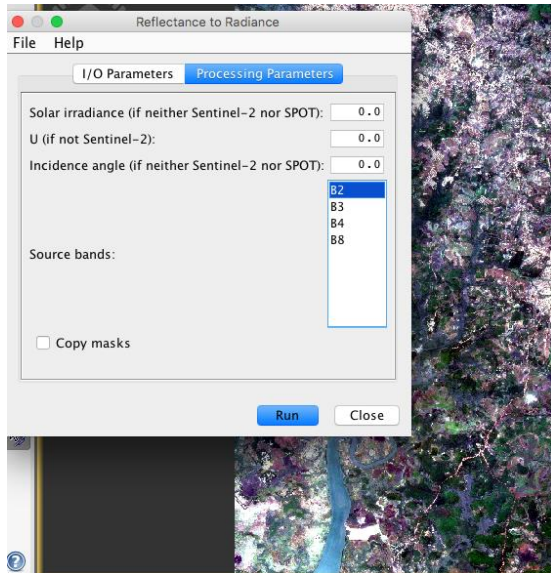 Reflectance to Radiance
File Help
I/O Parameters Processing Parameters
Solar irradiance (if neither Sentinel-2 nor SPOT): 0.0
U (if not Sentinel-2): 0.0
Incidence angle (if neither Sentinel-2 nor SPOT): 0.0
B2
B3
B4
B8
Source bands:
Copy masks
Run Close
?